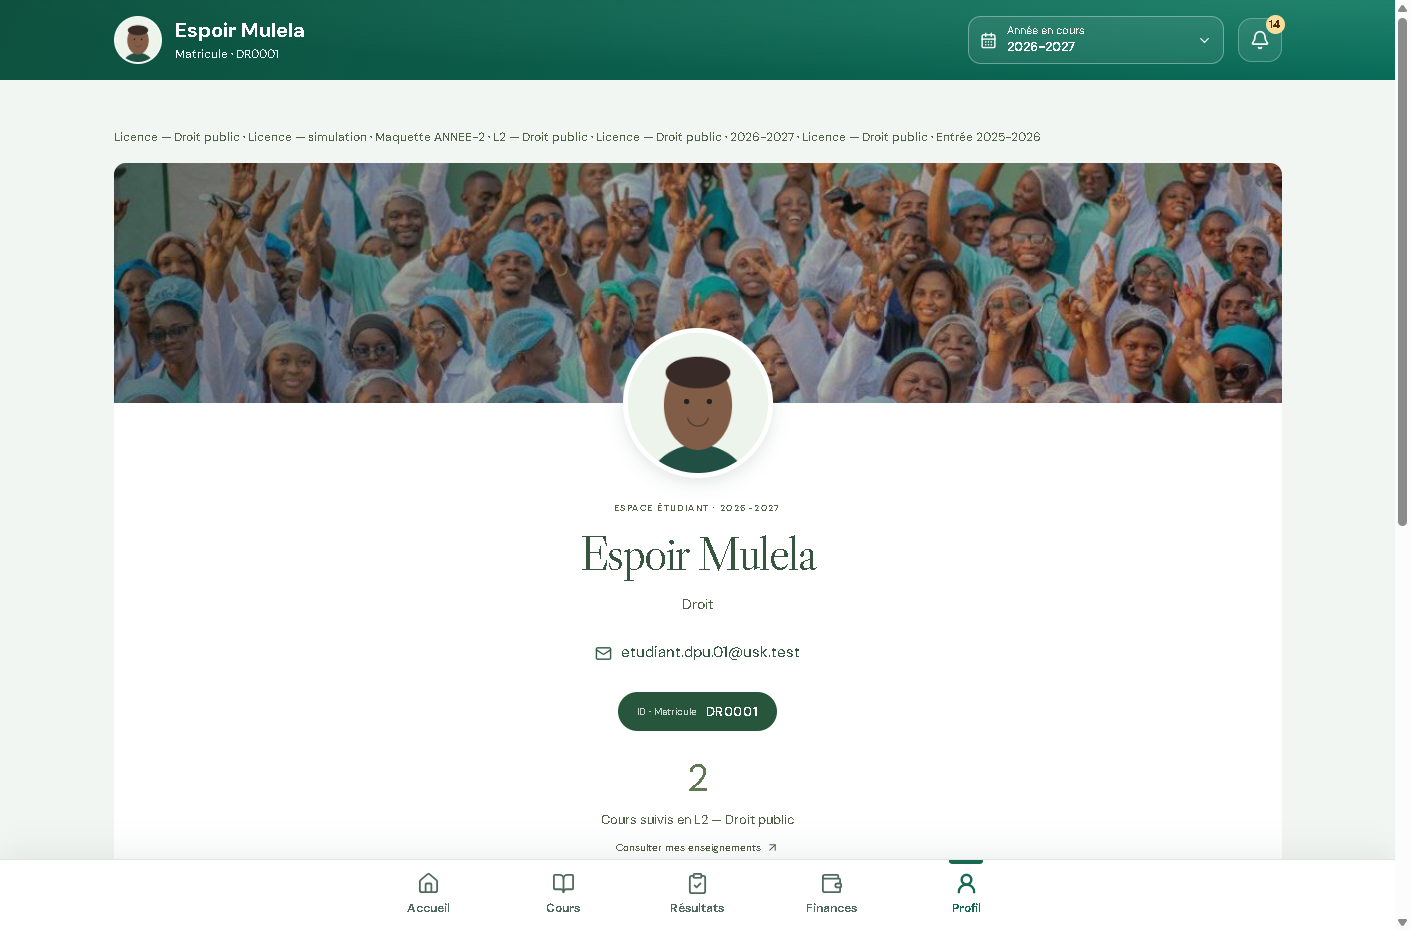 Espoir Mulela
Matricule · DR0001
Année en cours
2026-2027
14
Licence — Droit public · Licence — simulation · Maquette ANNEE-2 · L2 — Droit public · Licence — Droit public · 2026-2027 · Licence — Droit public · Entrée 2025-2026
ESPACE ÉTUDIANT · 2026-2027
Espoir Mulela
Droit
etudiant.dpu.01@usk.test
ID · Matricule DR0001
2
Cours suivis en L2 — Droit public
Consulter mes enseignements
Accueil
Cours
Résultats
Finances
Profil